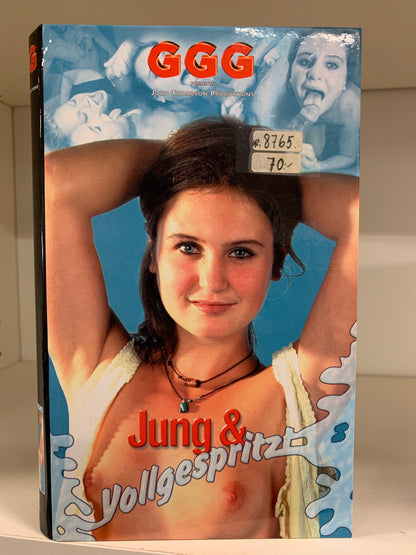 GGG
JOHN THOMPSON PRODUCTIONS
8765.
70.-
Jung &
Vollgespritzt